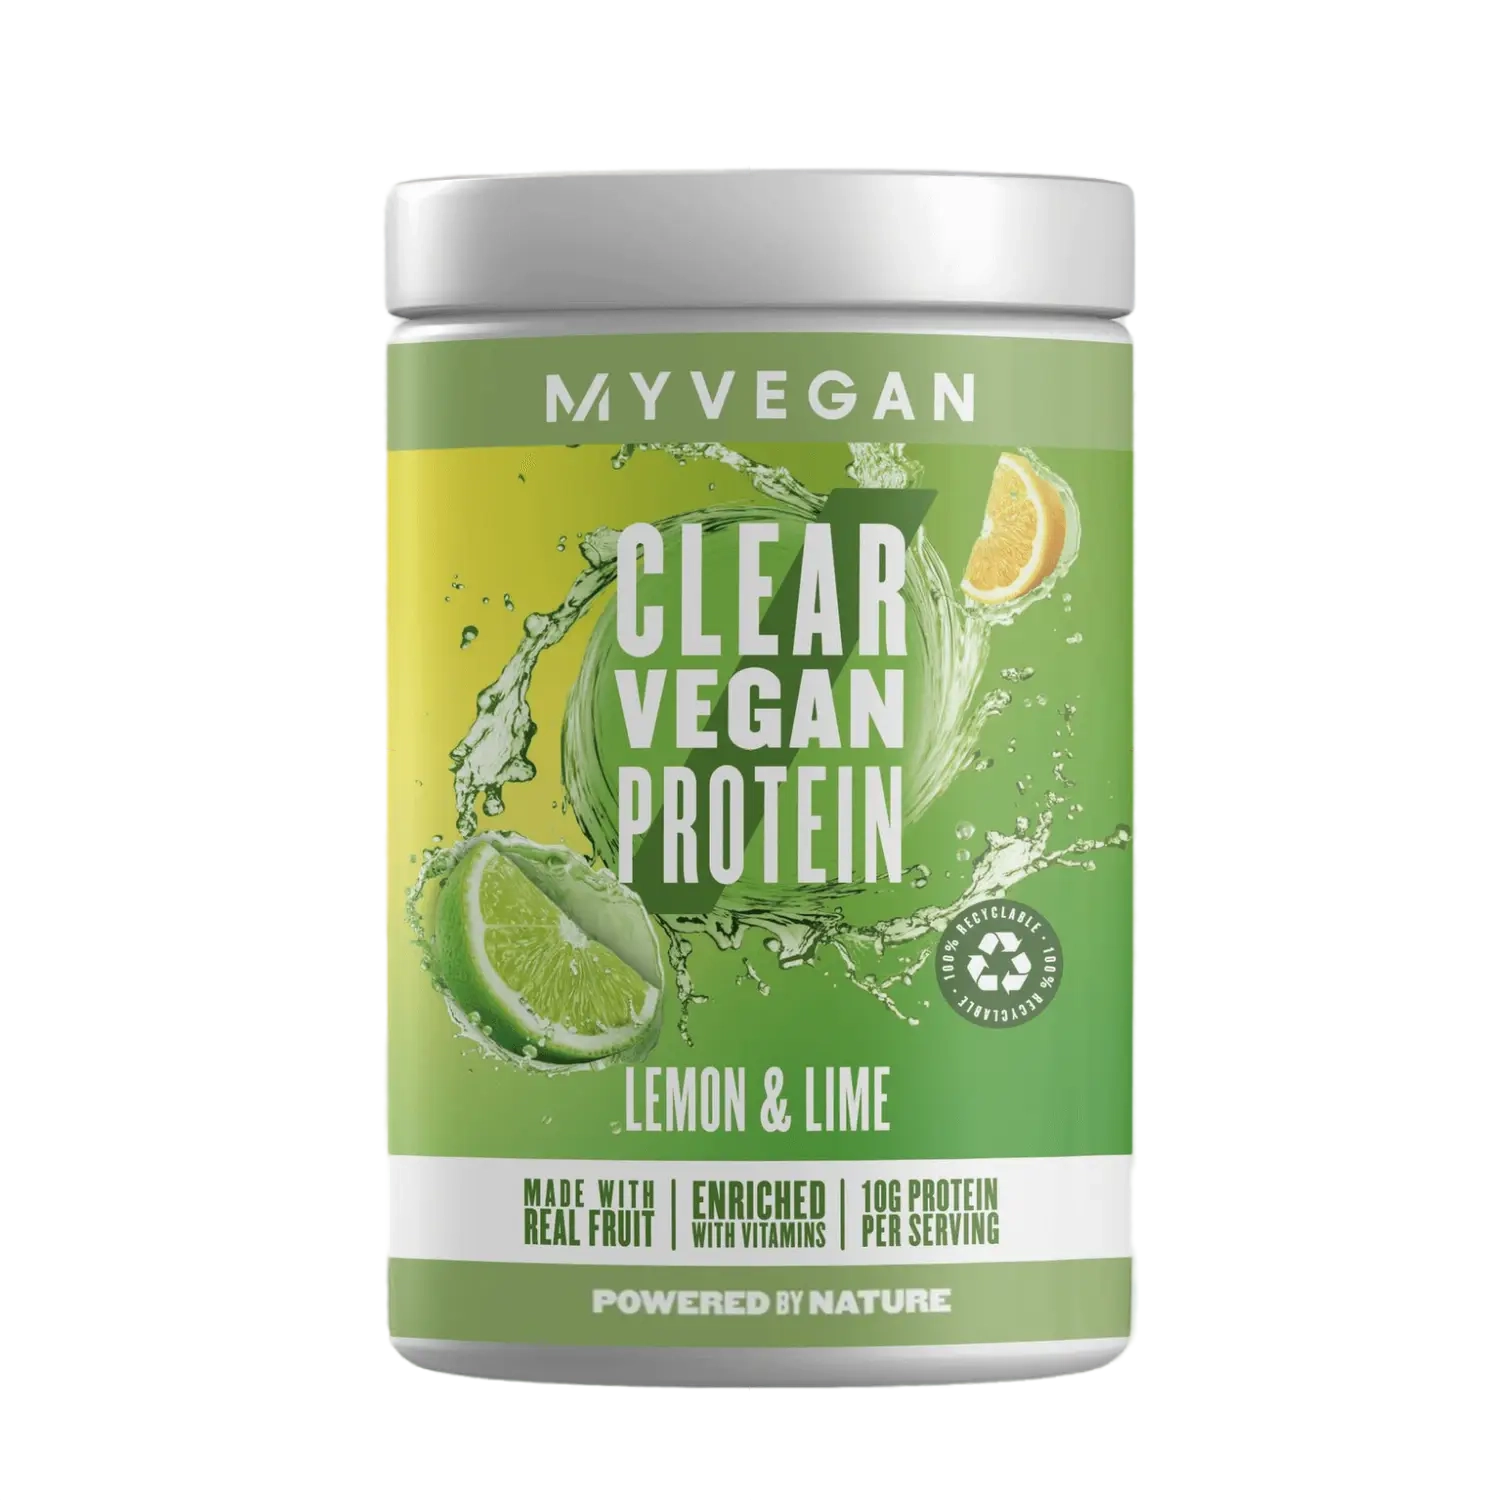 MYVEGAN
CLEAR
VEGAN
PROTEIN
100% RECYCLABLE · 100% RECYCLABLE ·
LEMON & LIME
MADE WITH
REAL FRUIT
ENRICHED
WITH VITAMINS
10G PROTEIN
PER SERVING
POWERED BY NATURE